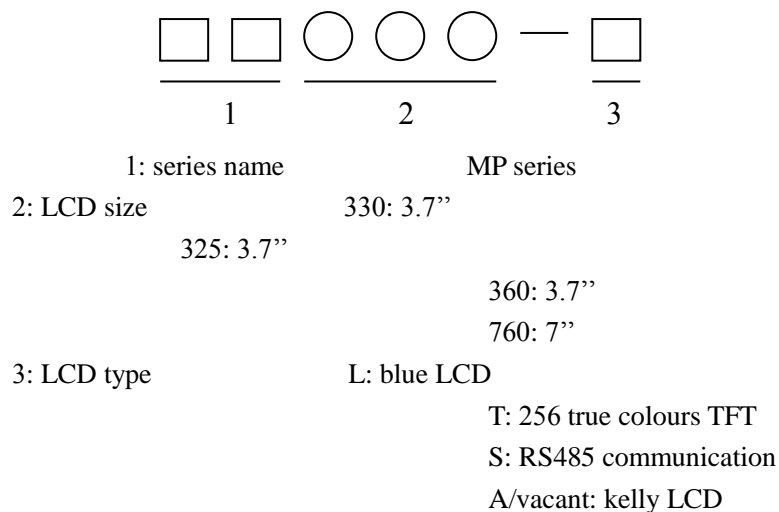 1 2 3
1: series name MP series
2: LCD size 330: 3.7’’
325: 3.7’’
360: 3.7’’
760: 7’’
3: LCD type L: blue LCD
T: 256 true colours TFT
S: RS485 communication
A/vacant: kelly LCD